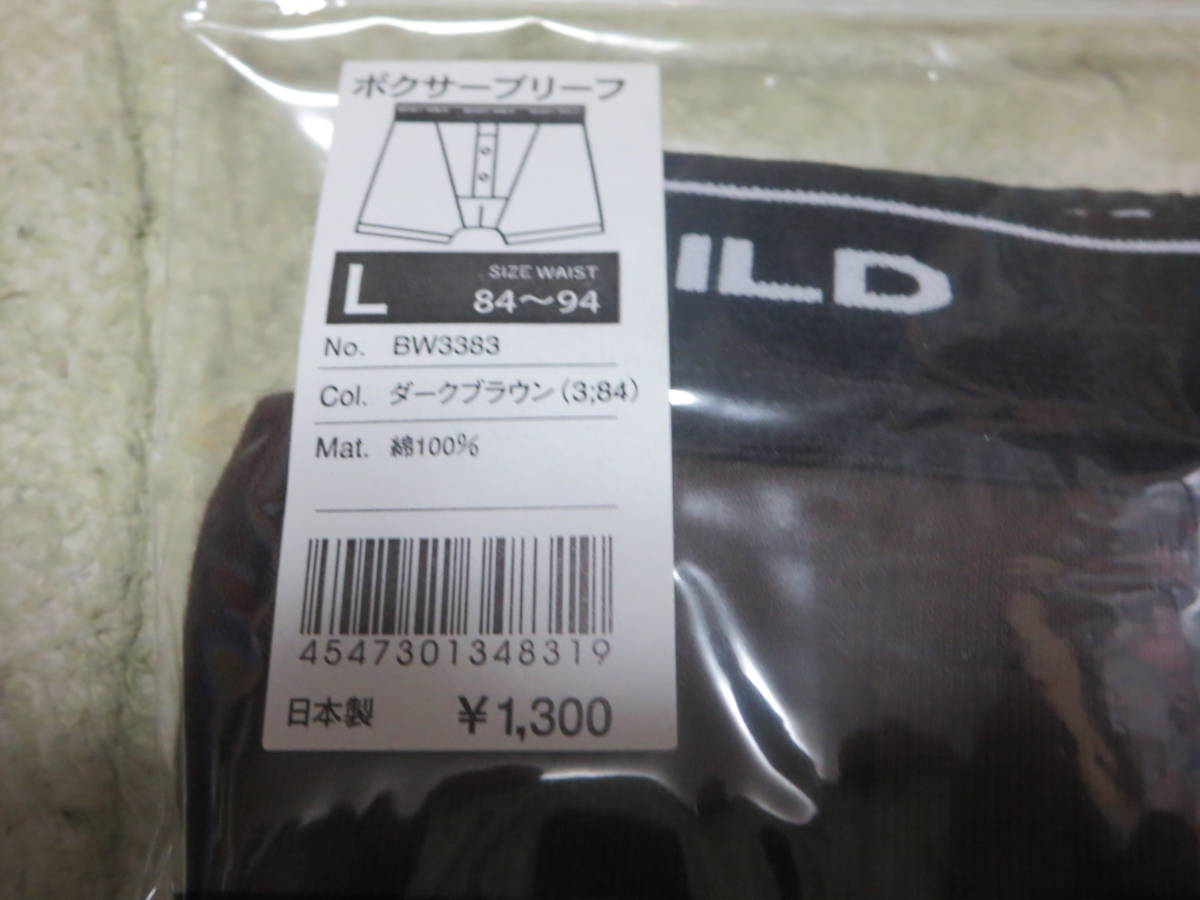 ボクサーブリーフ
L SIZE WAIST
84～94
No. BW3383
Col. ダークブラウン(3;84)
Mat. 綿100%
4547301348319
日本製 ¥1,300
ILD